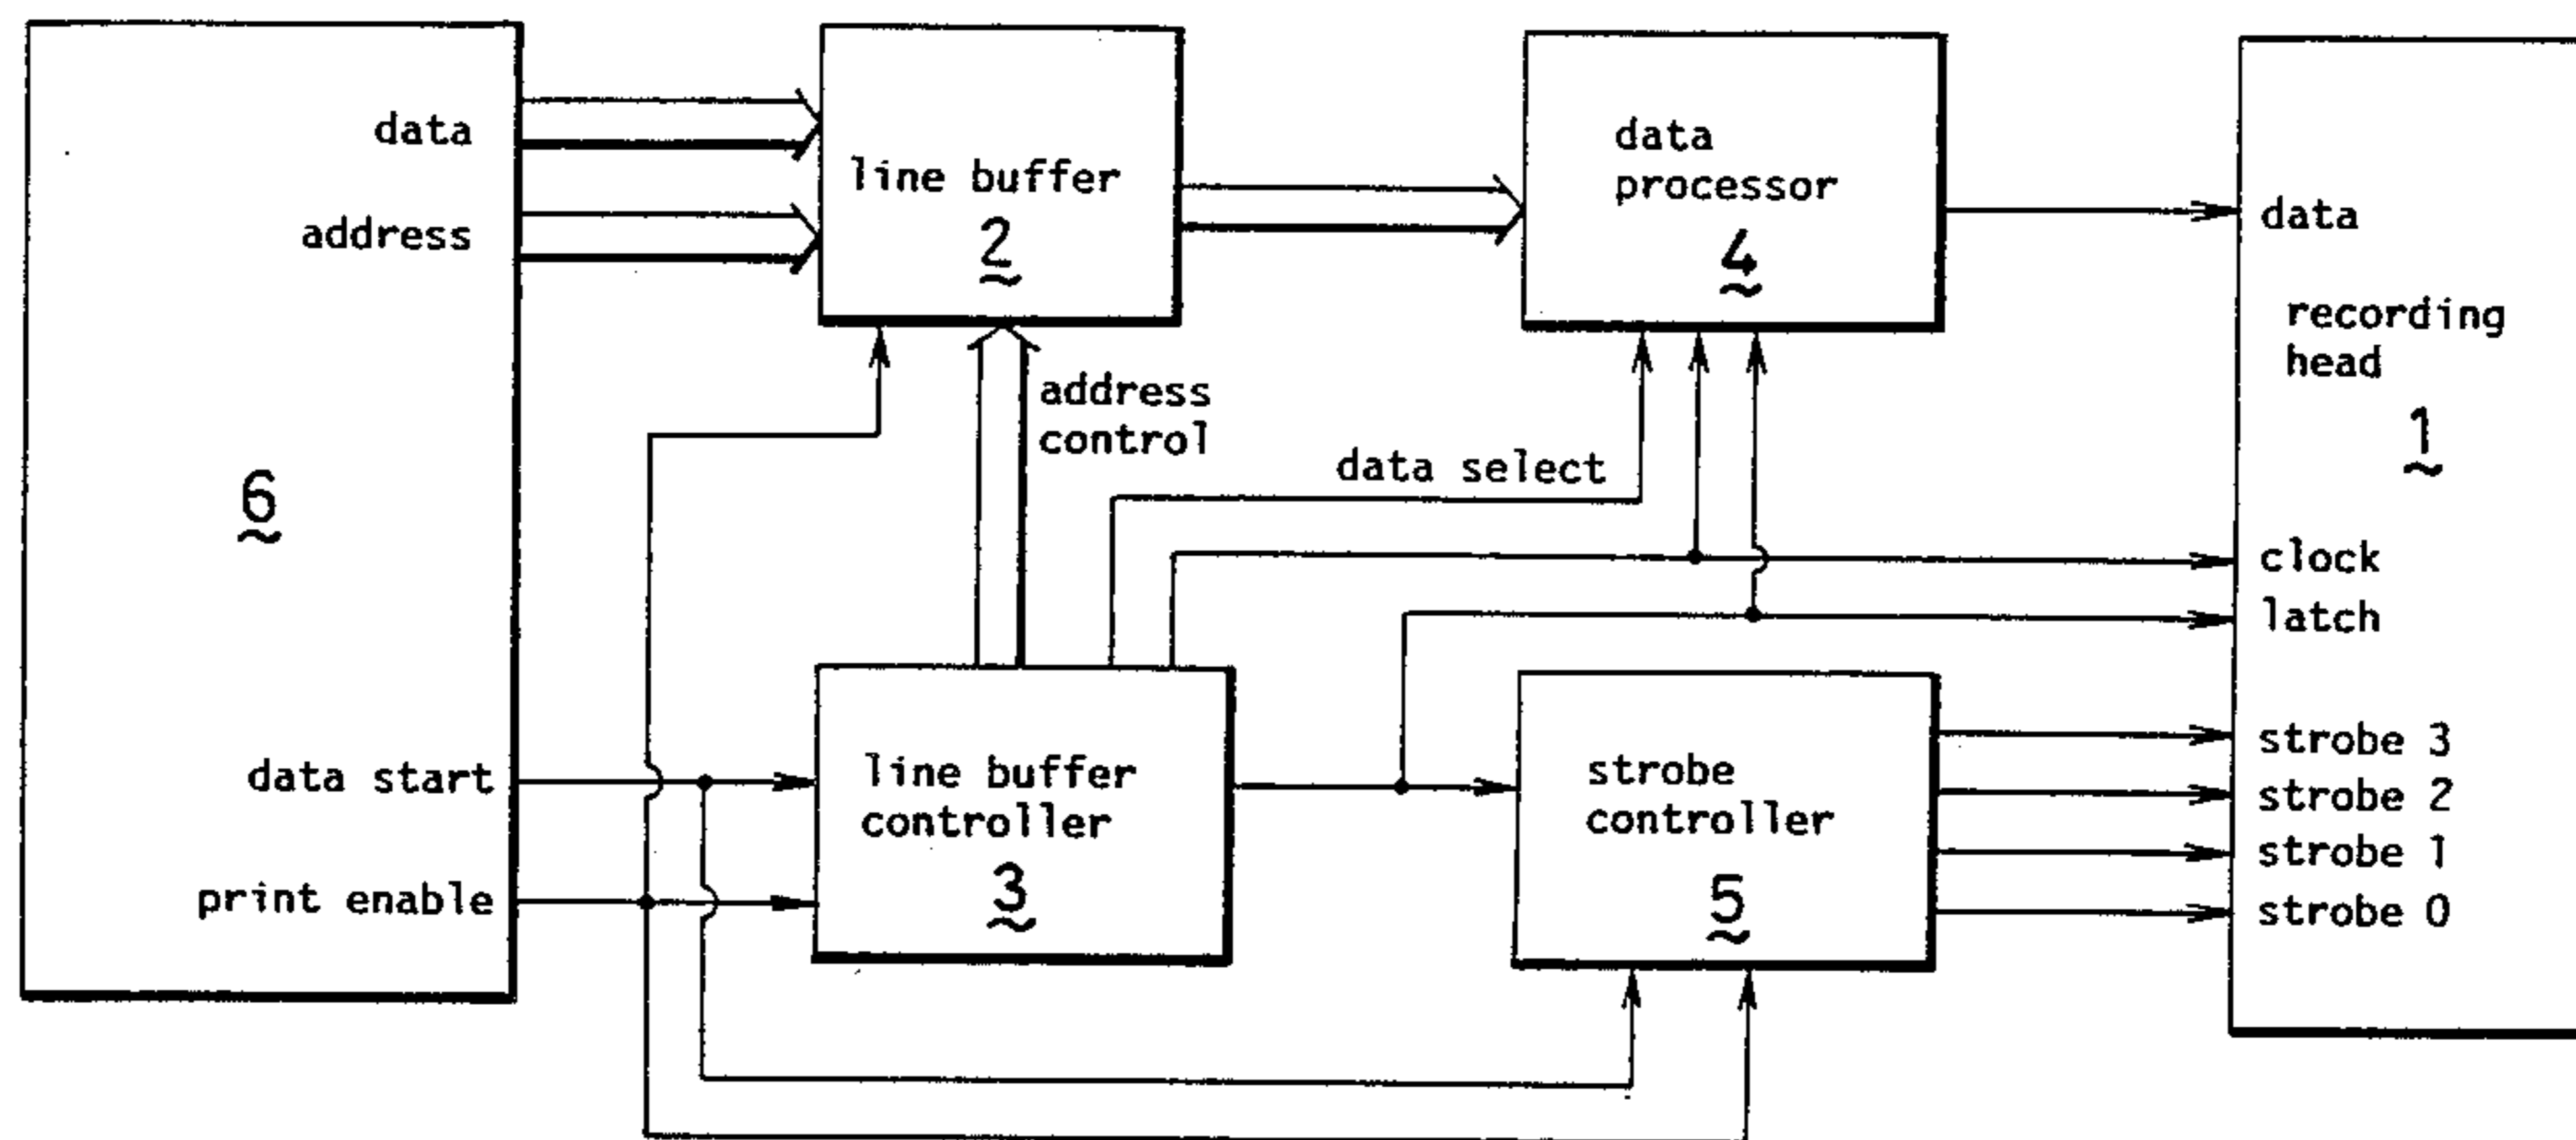 data
address
6
data start
print enable
line buffer
2
address
control
line buffer
controller
3
data
processor
4
data select
strobe
controller
5
data
recording
head
1
clock
latch
strobe 3
strobe 2
strobe 1
strobe 0